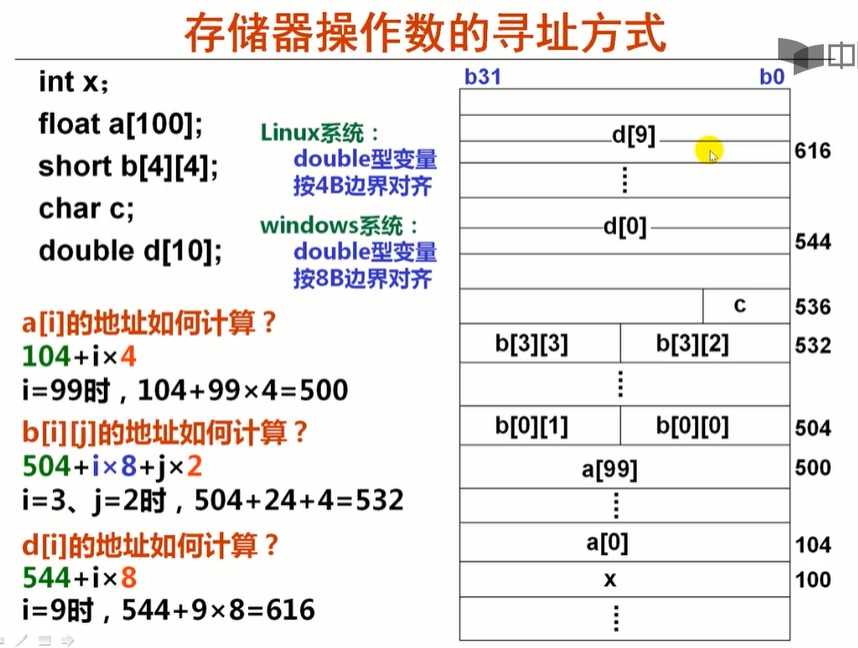 存储器操作数的寻址方式
中
int x；
float a[100];
short b[4][4];
char c;
double d[10];
Linux系统：
double型变量
按4B边界对齐
windows系统：
double型变量
按8B边界对齐
a[i]的地址如何计算？
104+i×4
i=99时，104+99×4=500
b[i][j]的地址如何计算？
504+i×8+j×2
i=3、j=2时，504+24+4=532
d[i]的地址如何计算？
544+i×8
i=9时，544+9×8=616
b31 b0
d[9] 616
d[0] 544
c 536
b[3][3] b[3][2] 532
b[0][1] b[0][0] 504
a[99] 500
a[0] 104
x 100